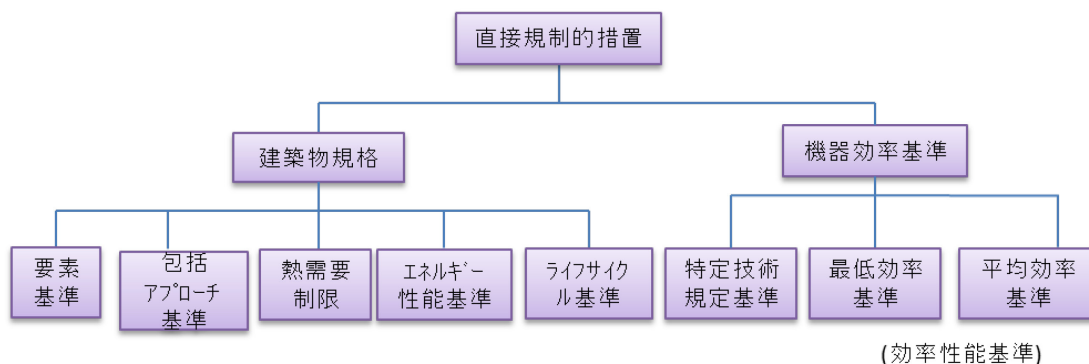 直接規制的措置
建築物規格
機器効率基準
要素
基準
包括
アプローチ
基準
熱需要
制限
エネルギー
性能基準
ライフサイク
ル基準
特定技術
規定基準
最低効率
基準
平均効率
基準
(効率性能基準)